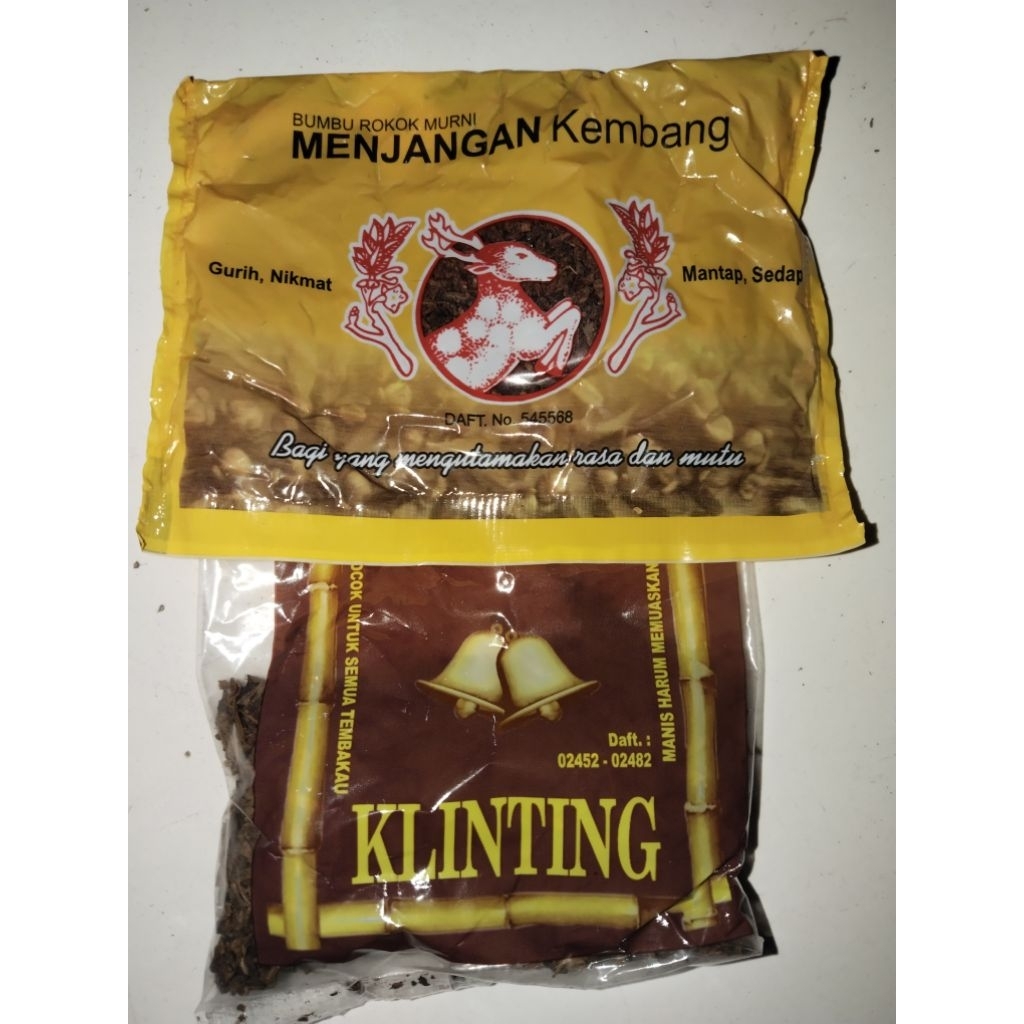 BUMBU ROKOK MURNI
MENJANGAN Kembang
Gurih, Nikmat
Mantap, Sedap
DAFT. No. 545568
Bagi yang mengutamakan rasa dan mutu
OCOK UNTUK SEMUA TEMBAKAU
MANIS HARUM MEMUASKAN
Daft. :
02452 - 02482
KLINTING